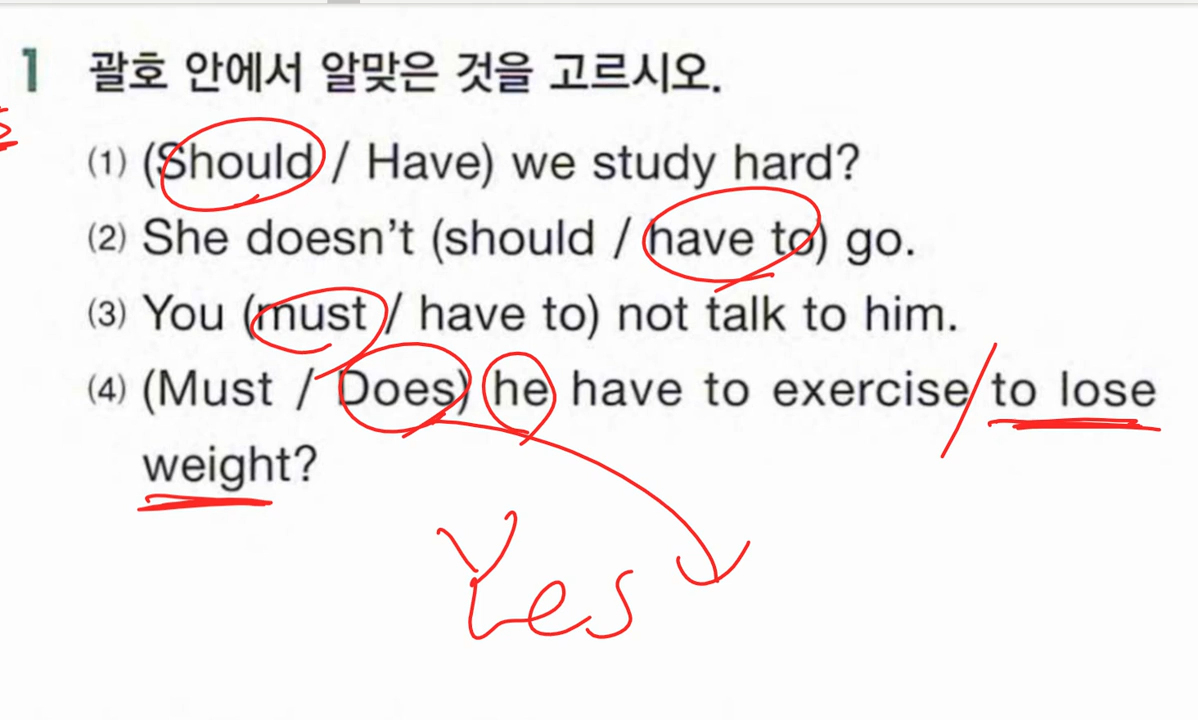 1 괄호 안에서 알맞은 것을 고르시오.
(1) (Should / Have) we study hard?
(2) She doesn't (should / have to) go.
(3) You (must / have to) not talk to him.
(4) (Must / Does) he have to exercise / to lose
weight?
Yes